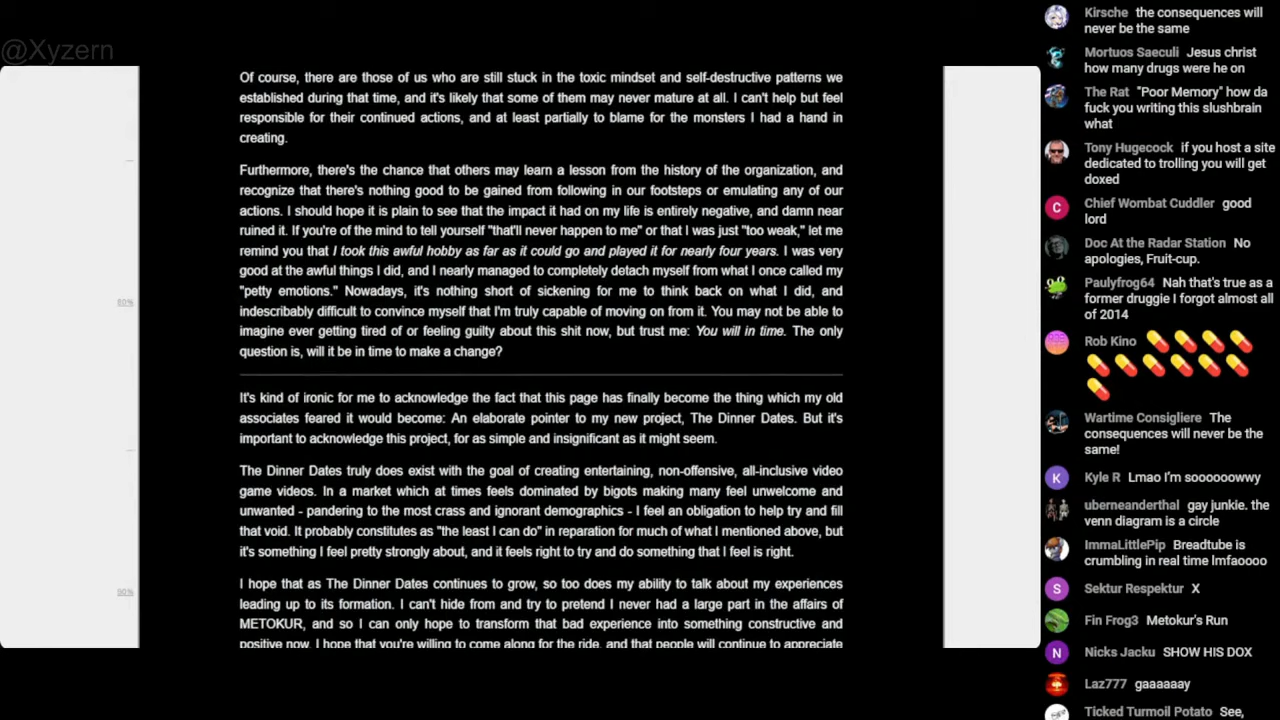 @Xyzern
Of course, there are those of us who are still stuck in the toxic mindset and self-destructive patterns we
established during that time, and it's likely that some of them may never mature at all. I can't help but feel
responsible for their continued actions, and at least partially to blame for the monsters I had a hand in
creating.
Furthermore, there's the chance that others may learn a lesson from the history of the organization, and
recognize that there's nothing good to be gained from following in our footsteps or emulating any of our
actions. I should hope it is plain to see that the impact it had on my life is entirely negative, and damn near
ruined it. If you're of the mind to tell yourself "that'll never happen to me" or that I was just "too weak," let me
remind you that I took this awful hobby as far as it could go and played it for nearly four years. I was very
good at the awful things I did, and I nearly managed to completely detach myself from what I once called my
"petty emotions." Nowadays, it's nothing short of sickening for me to think back on what I did, and
indescribably difficult to convince myself that I'm truly capable of moving on from it. You may not be able to
imagine ever getting tired of or feeling guilty about this shit now, but trust me: You will in time. The only
question is, will it be in time to make a change?
It's kind of ironic for me to acknowledge the fact that this page has finally become the thing which my old
associates feared it would become: An elaborate pointer to my new project, The Dinner Dates. But it's
important to acknowledge this project, for as simple and insignificant as it might seem.
The Dinner Dates truly does exist with the goal of creating entertaining, non-offensive, all-inclusive video
game videos. In a market which at times feels dominated by bigots making many feel unwelcome and
unwanted - pandering to the most crass and ignorant demographics - I feel an obligation to help try and fill
that void. It probably constitutes as "the least I can do" in reparation for much of what I mentioned above, but
it's something I feel pretty strongly about, and it feels right to try and do something that I feel is right.
I hope that as The Dinner Dates continues to grow, so too does my ability to talk about my experiences
leading up to its formation. I can't hide from and try to pretend I never had a large part in the affairs of
METOKUR, and so I can only hope to transform that bad experience into something constructive and
positive now. I hope that you're willing to come along for the ride, and that people will continue to appreciate
80%
90%
Kirsche the consequences will
never be the same
Mortuos Saeculi Jesus christ
how many drugs were he on
The Rat "Poor Memory" how da
fuck you writing this slushbrain
what
Tony Hugecock if you host a site
dedicated to trolling you will get
doxed
C
Chief Wombat Cuddler good
lord
Doc At the Radar Station No
apologies, Fruit-cup.
Paulyfrog64 Nah that's true as a
former druggie I forgot almost all
of 2014
Rob Kino
Wartime Consigliere The
consequences will never be the
same!
K
Kyle R Lmao I'm soooooowwy
uberneanderthal gay junkie. the
venn diagram is a circle
ImmaLittlePip Breadtube is
crumbling in real time lmfaoooo
S
Sektur Respektur X
Fin Frog3 Metokur's Run
N
Nicks Jacku SHOW HIS DOX
Laz777 gaaaaaay
Ticked Turmoil Potato See,